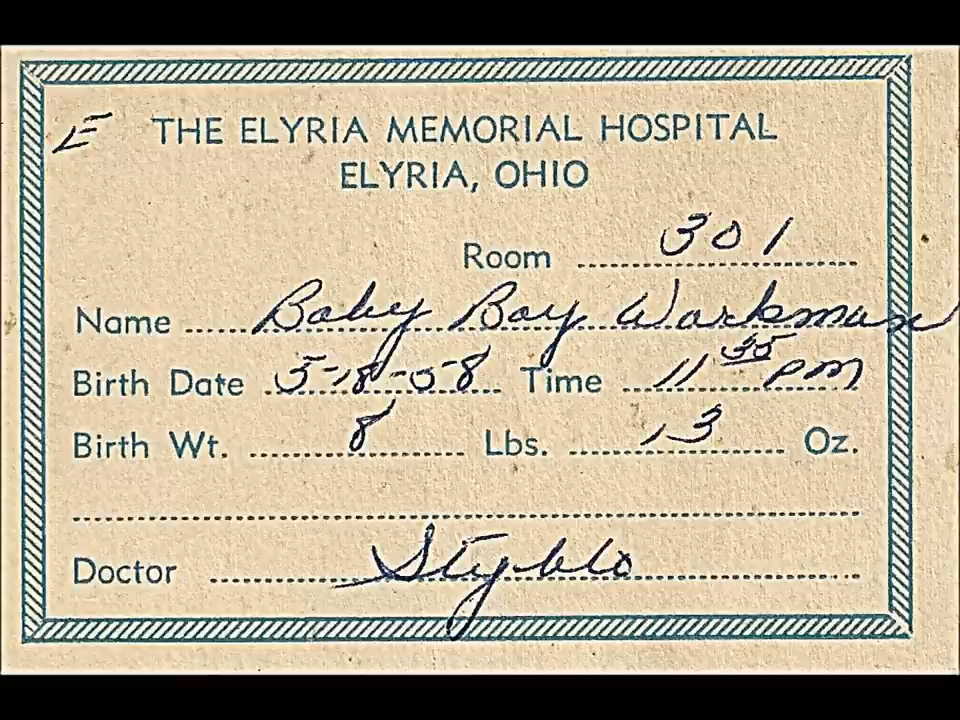 E THE ELYRIA MEMORIAL HOSPITAL
ELYRIA, OHIO
Room 301
Name Baby Boy Workman
Birth Date 5-18-58 Time 11 35 PM
Birth Wt. 8 Lbs. 13 Oz.
Doctor Styblo